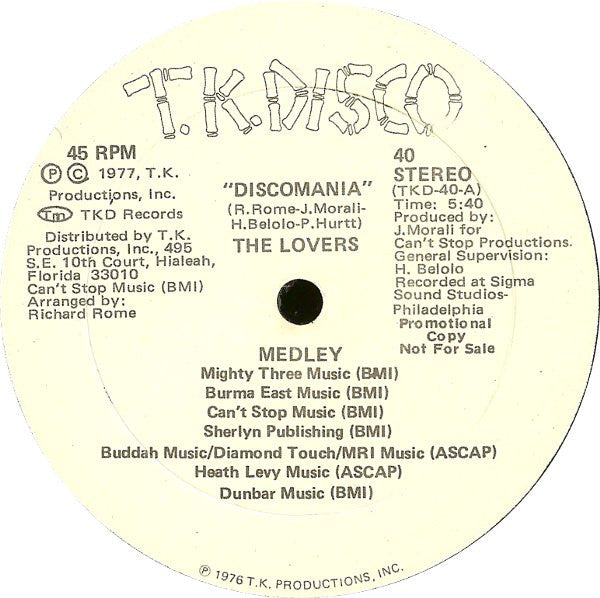 T.K. DISCO
45 RPM
Ⓟ Ⓒ 1977, T.K.
Productions, Inc.
Tm TKD Records
Distributed by T.K.
Productions, Inc., 495
S.E. 10th Court, Hialeah,
Florida 33010
Can't Stop Music (BMI)
Arranged by:
Richard Rome
"DISCOMANIA"
(R.Rome-J.Morali-
H.Belolo-P.Hurtt)
THE LOVERS
40
STEREO
(TKD-40-A)
Time: 5:40
Produced by:
J.Morali for
Can't Stop Productions.
General Supervision:
H. Belolo
Recorded at Sigma
Sound Studios-
Philadelphia
Promotional
Copy
Not For Sale
MEDLEY
Mighty Three Music (BMI)
Burma East Music (BMI)
Can't Stop Music (BMI)
Sherlyn Publishing (BMI)
Buddah Music/Diamond Touch/MRI Music (ASCAP)
Heath Levy Music (ASCAP)
Dunbar Music (BMI)
Ⓟ 1976 T.K. PRODUCTIONS, INC.